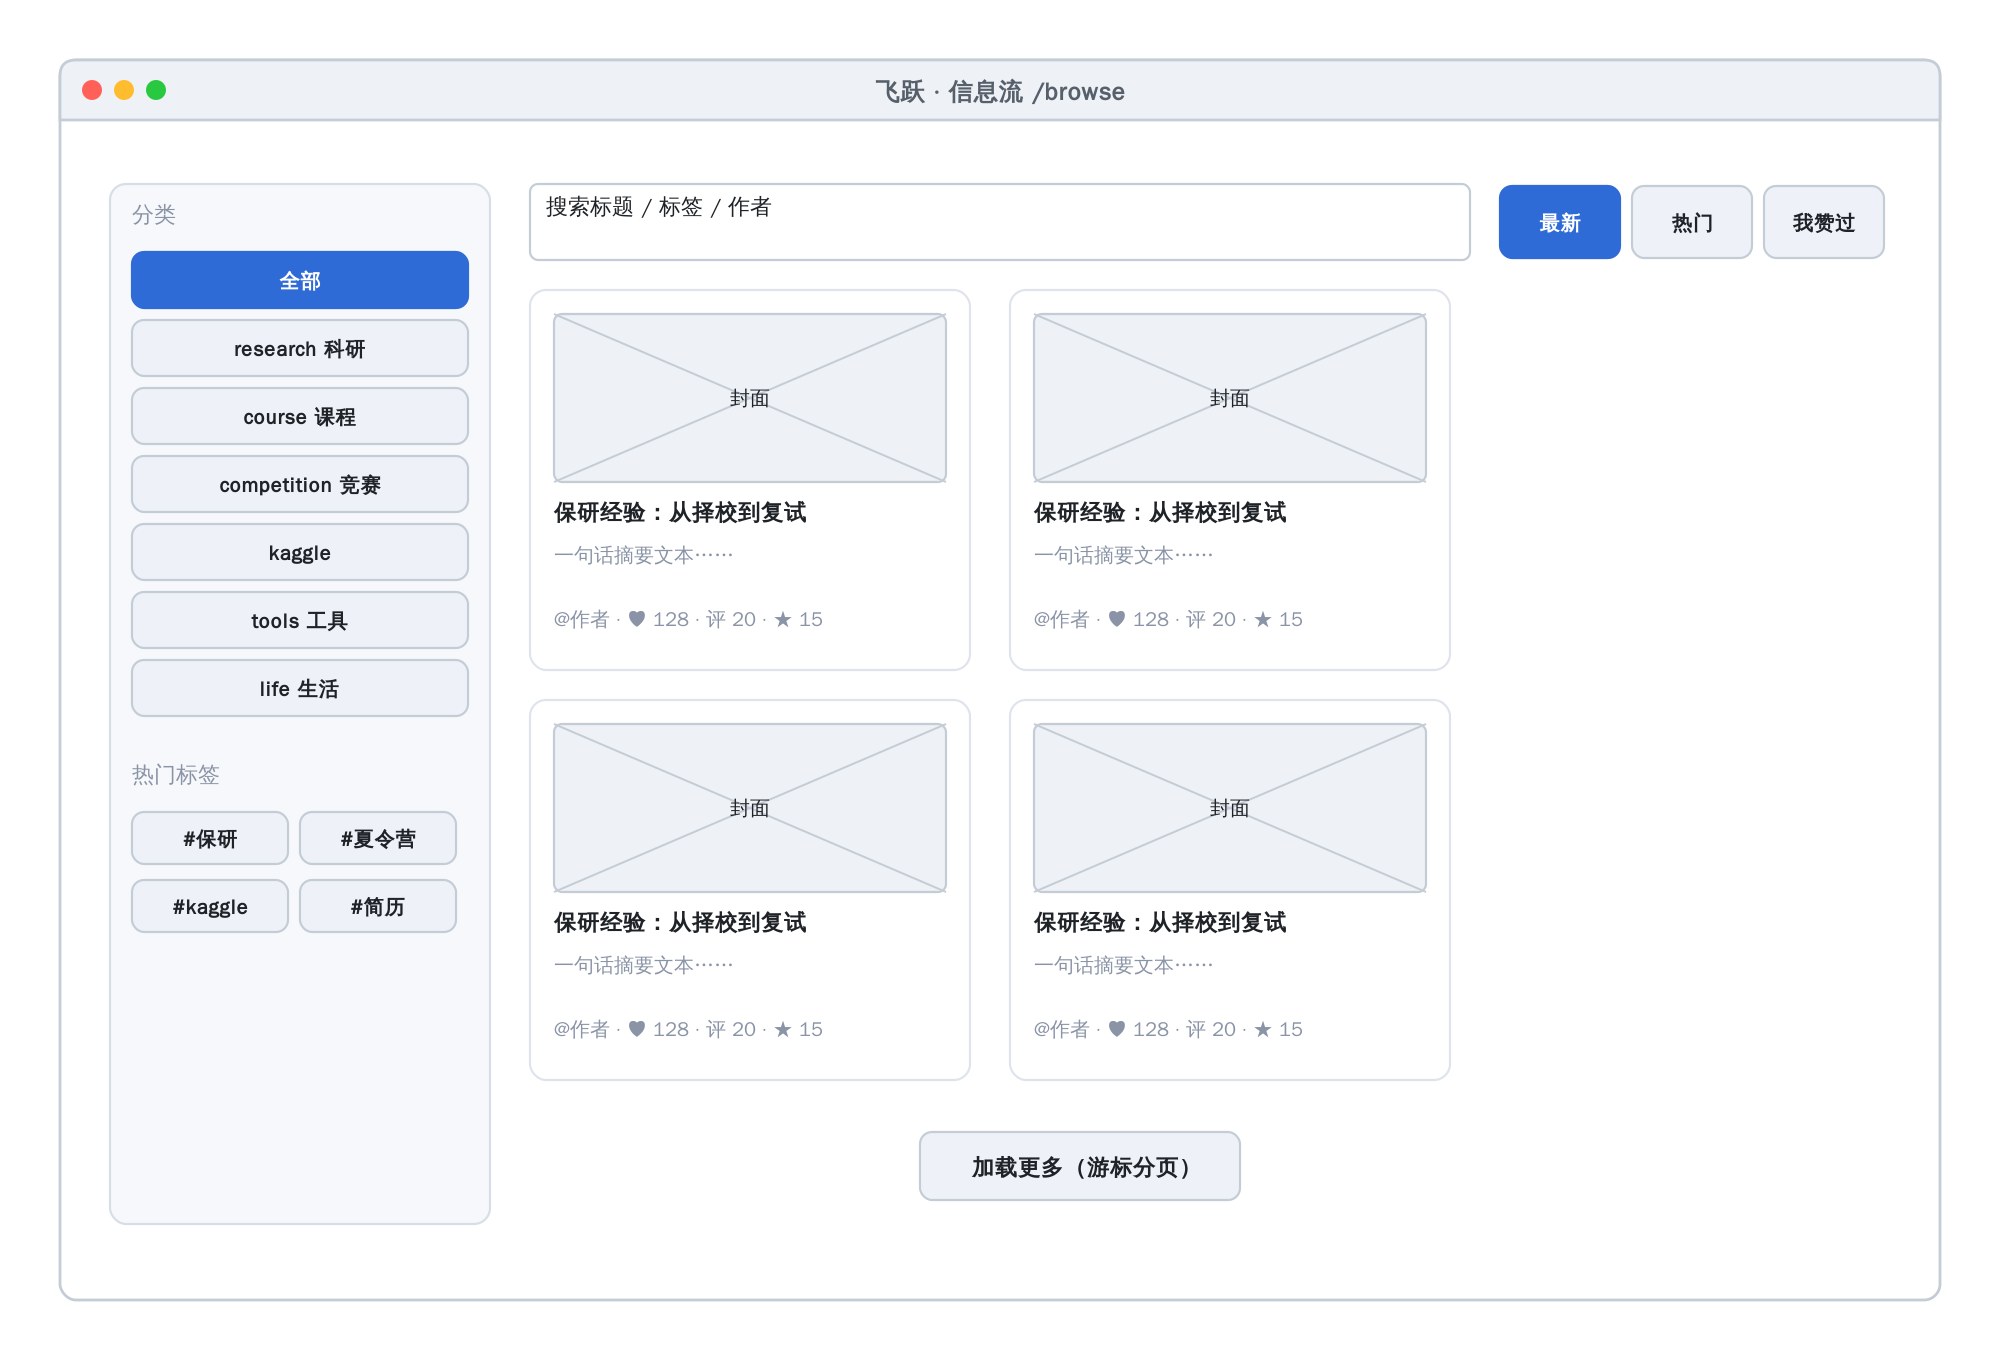 飞跃 · 信息流 /browse
分类
全部
research 科研
course 课程
competition 竞赛
kaggle
tools 工具
life 生活
热门标签
#保研 #夏令营
#kaggle #简历
搜索标题 / 标签 / 作者
最新 热门 我赞过
封面
保研经验：从择校到复试
一句话摘要文本……
@作者 · ♥ 128 · 评 20 · ★ 15
封面
保研经验：从择校到复试
一句话摘要文本……
@作者 · ♥ 128 · 评 20 · ★ 15
封面
保研经验：从择校到复试
一句话摘要文本……
@作者 · ♥ 128 · 评 20 · ★ 15
封面
保研经验：从择校到复试
一句话摘要文本……
@作者 · ♥ 128 · 评 20 · ★ 15
加载更多（游标分页）